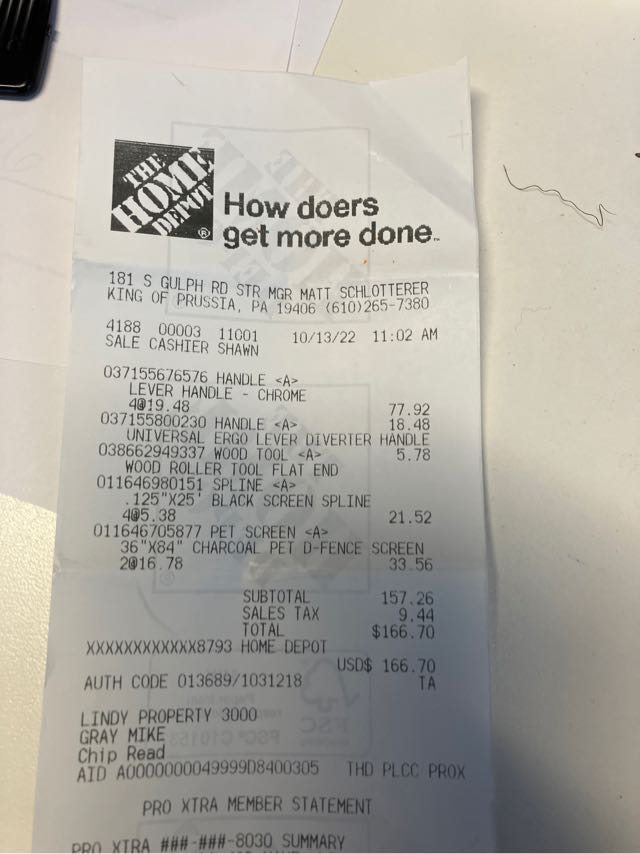 THE
HOME
DEPOT
®
How doers
get more done™
181 S GULPH RD STR MGR MATT SCHLOTTERER
KING OF PRUSSIA, PA 19406 (610)265-7380
4188 00003 11001 10/13/22 11:02 AM
SALE CASHIER SHAWN
037155676576 HANDLE <A>
LEVER HANDLE - CHROME
4@19.48 77.92
037155800230 HANDLE <A> 18.48
UNIVERSAL ERGO LEVER DIVERTER HANDLE
038662949337 WOOD TOOL <A> 5.78
WOOD ROLLER TOOL FLAT END
011646980151 SPLINE <A>
.125"X25' BLACK SCREEN SPLINE
4@5.38 21.52
011646705877 PET SCREEN <A>
36"X84" CHARCOAL PET D-FENCE SCREEN
2@16.78 33.56
SUBTOTAL 157.26
SALES TAX 9.44
TOTAL $166.70
XXXXXXXXXXXX8793 HOME DEPOT
USD$ 166.70
AUTH CODE 013689/1031218 TA
LINDY PROPERTY 3000
GRAY MIKE
Chip Read
AID A0000000049999D8400305 THD PLCC PROX
PRO XTRA MEMBER STATEMENT
PRO XTRA ###-###-8030 SUMMARY